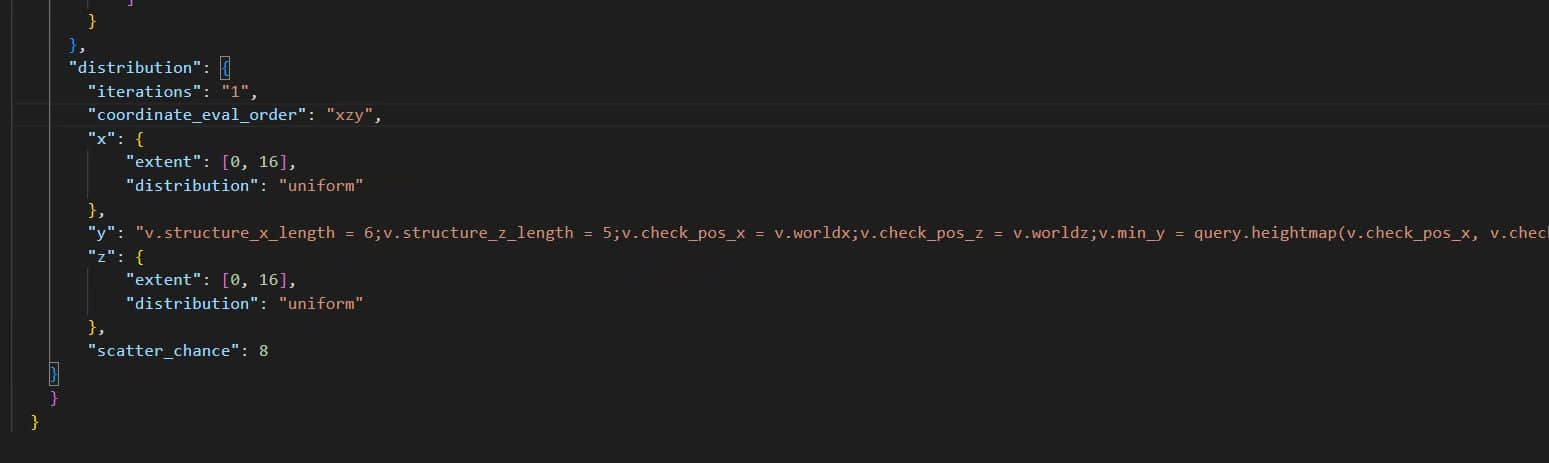 ]
}
},
"distribution": {
"iterations": "1",
"coordinate_eval_order": "xzy",
"x": {
"extent": [0, 16],
"distribution": "uniform"
},
"y": "v.structure_x_length = 6;v.structure_z_length = 5;v.check_pos_x = v.worldx;v.check_pos_z = v.worldz;v.min_y = query.heightmap(v.check_pos_x, v.chec
"z": {
"extent": [0, 16],
"distribution": "uniform"
},
"scatter_chance": 8
}
}
}